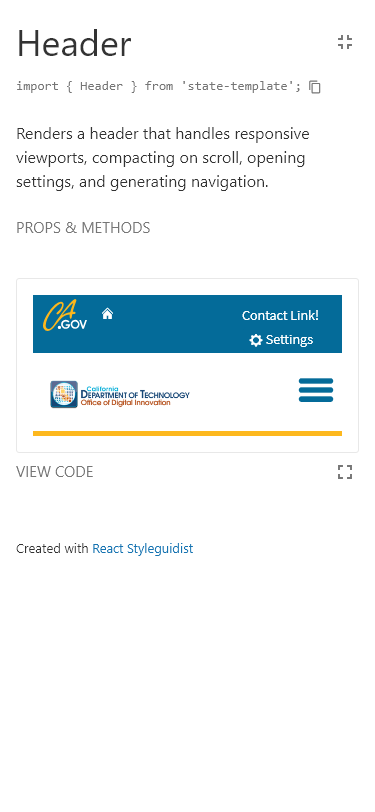 Header
import { Header } from 'state-template';
Renders a header that handles responsive
viewports, compacting on scroll, opening
settings, and generating navigation.
PROPS & METHODS
CA.GOV
Contact Link!
Settings
California
DEPARTMENT OF TECHNOLOGY
Office of Digital Innovation
VIEW CODE
Created with React Styleguidist